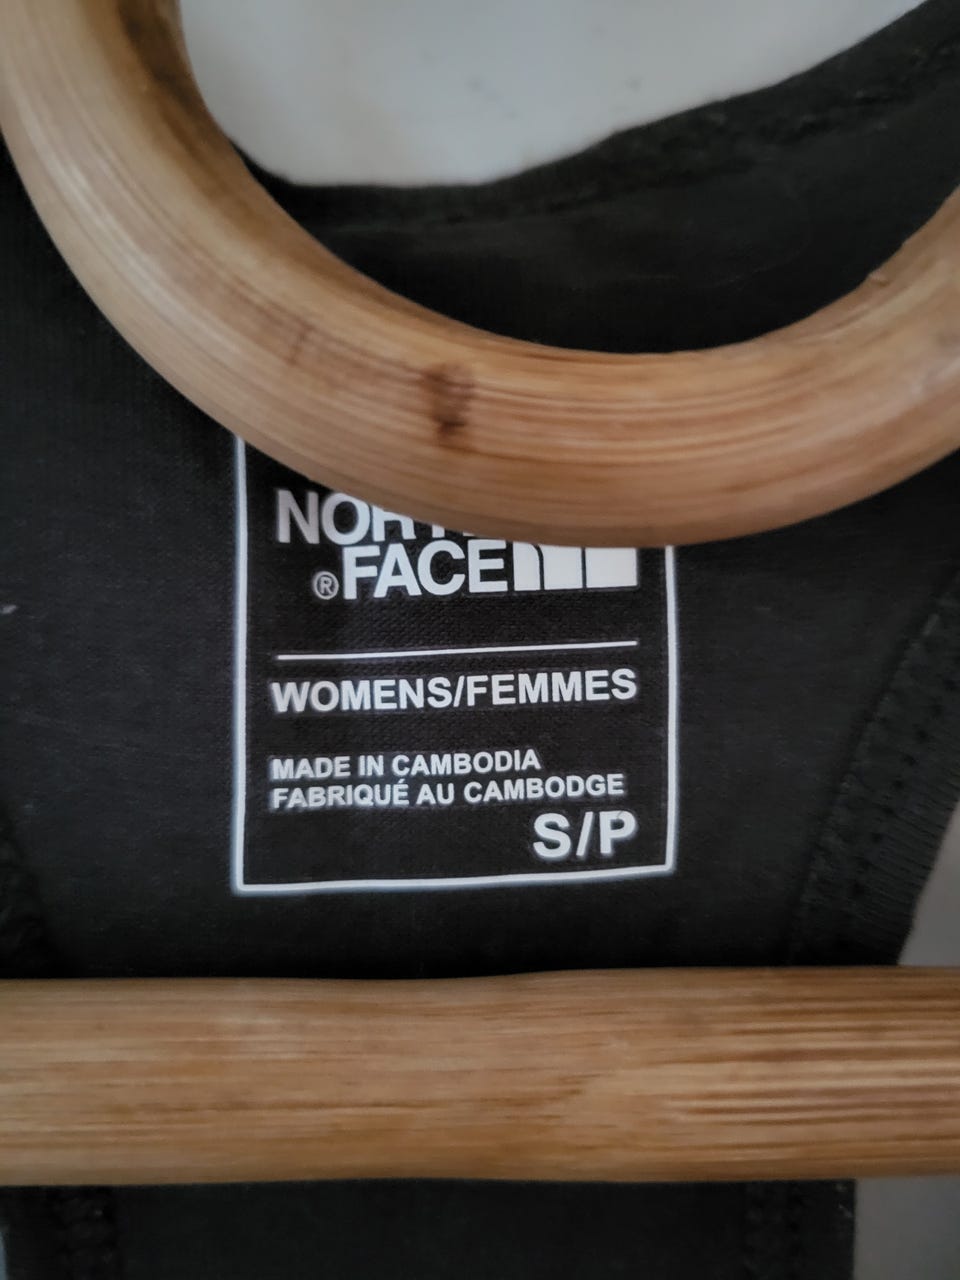 FACE
®
WOMENS/FEMMES
MADE IN CAMBODIA
FABRIQUÉ AU CAMBODGE
S/P